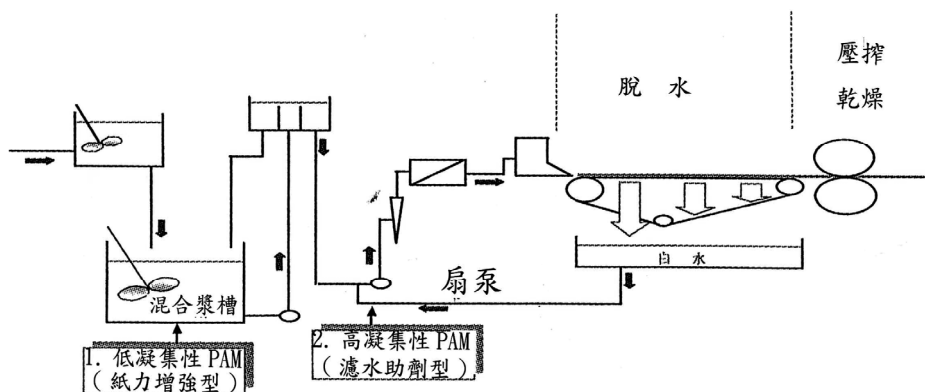 脫 水
壓搾
乾燥
混合漿槽
扇泵
白 水
1. 低凝集性 PAM
（紙力增強型）
2. 高凝集性 PAM
（濾水助劑型）